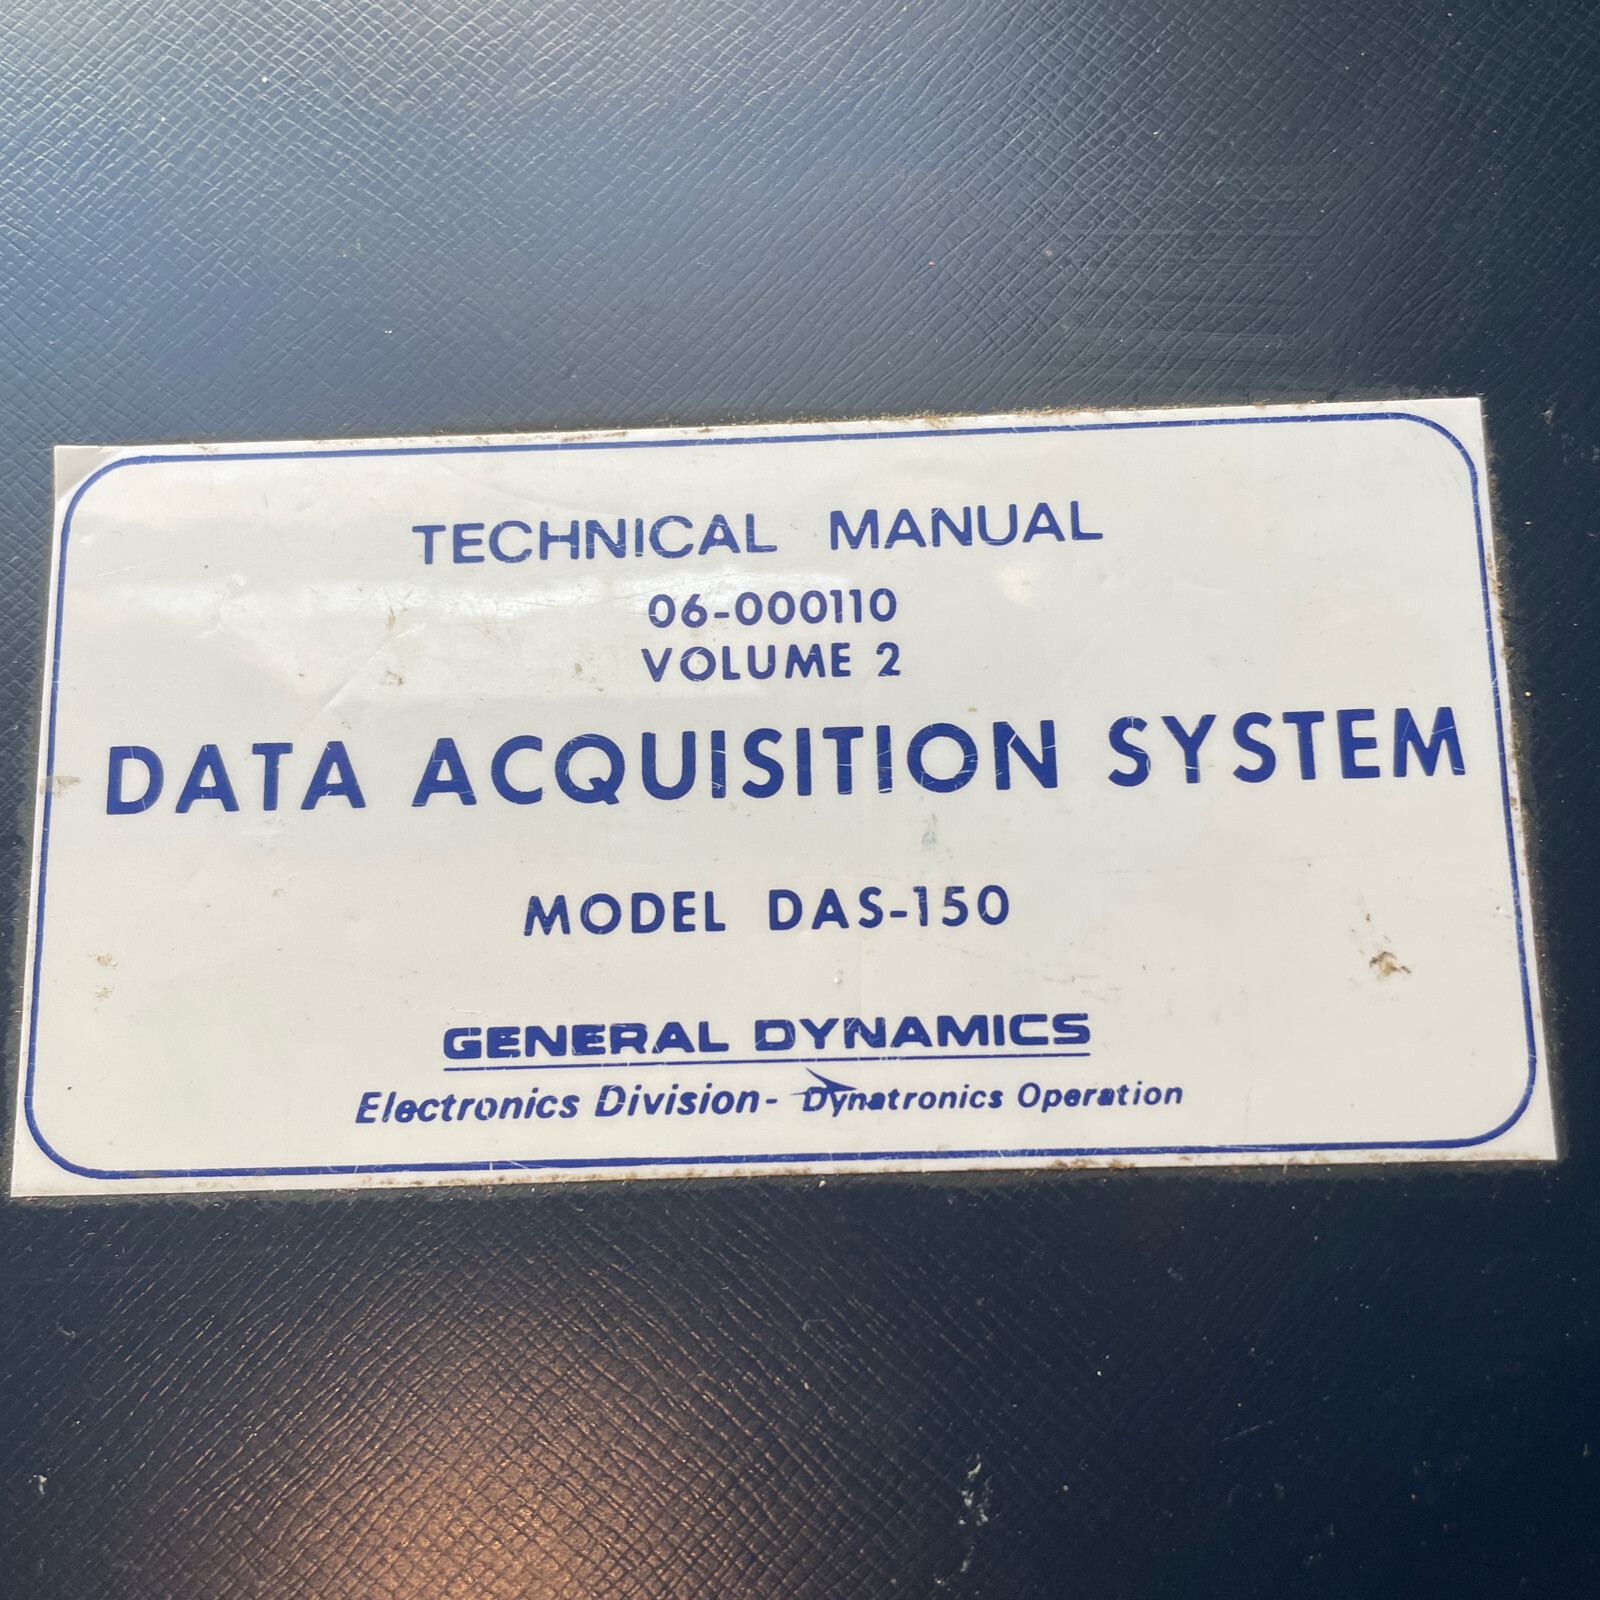 TECHNICAL MANUAL
06-000110
VOLUME 2
DATA ACQUISITION SYSTEM
MODEL DAS-150
GENERAL DYNAMICS
Electronics Division- Dynatronics Operation